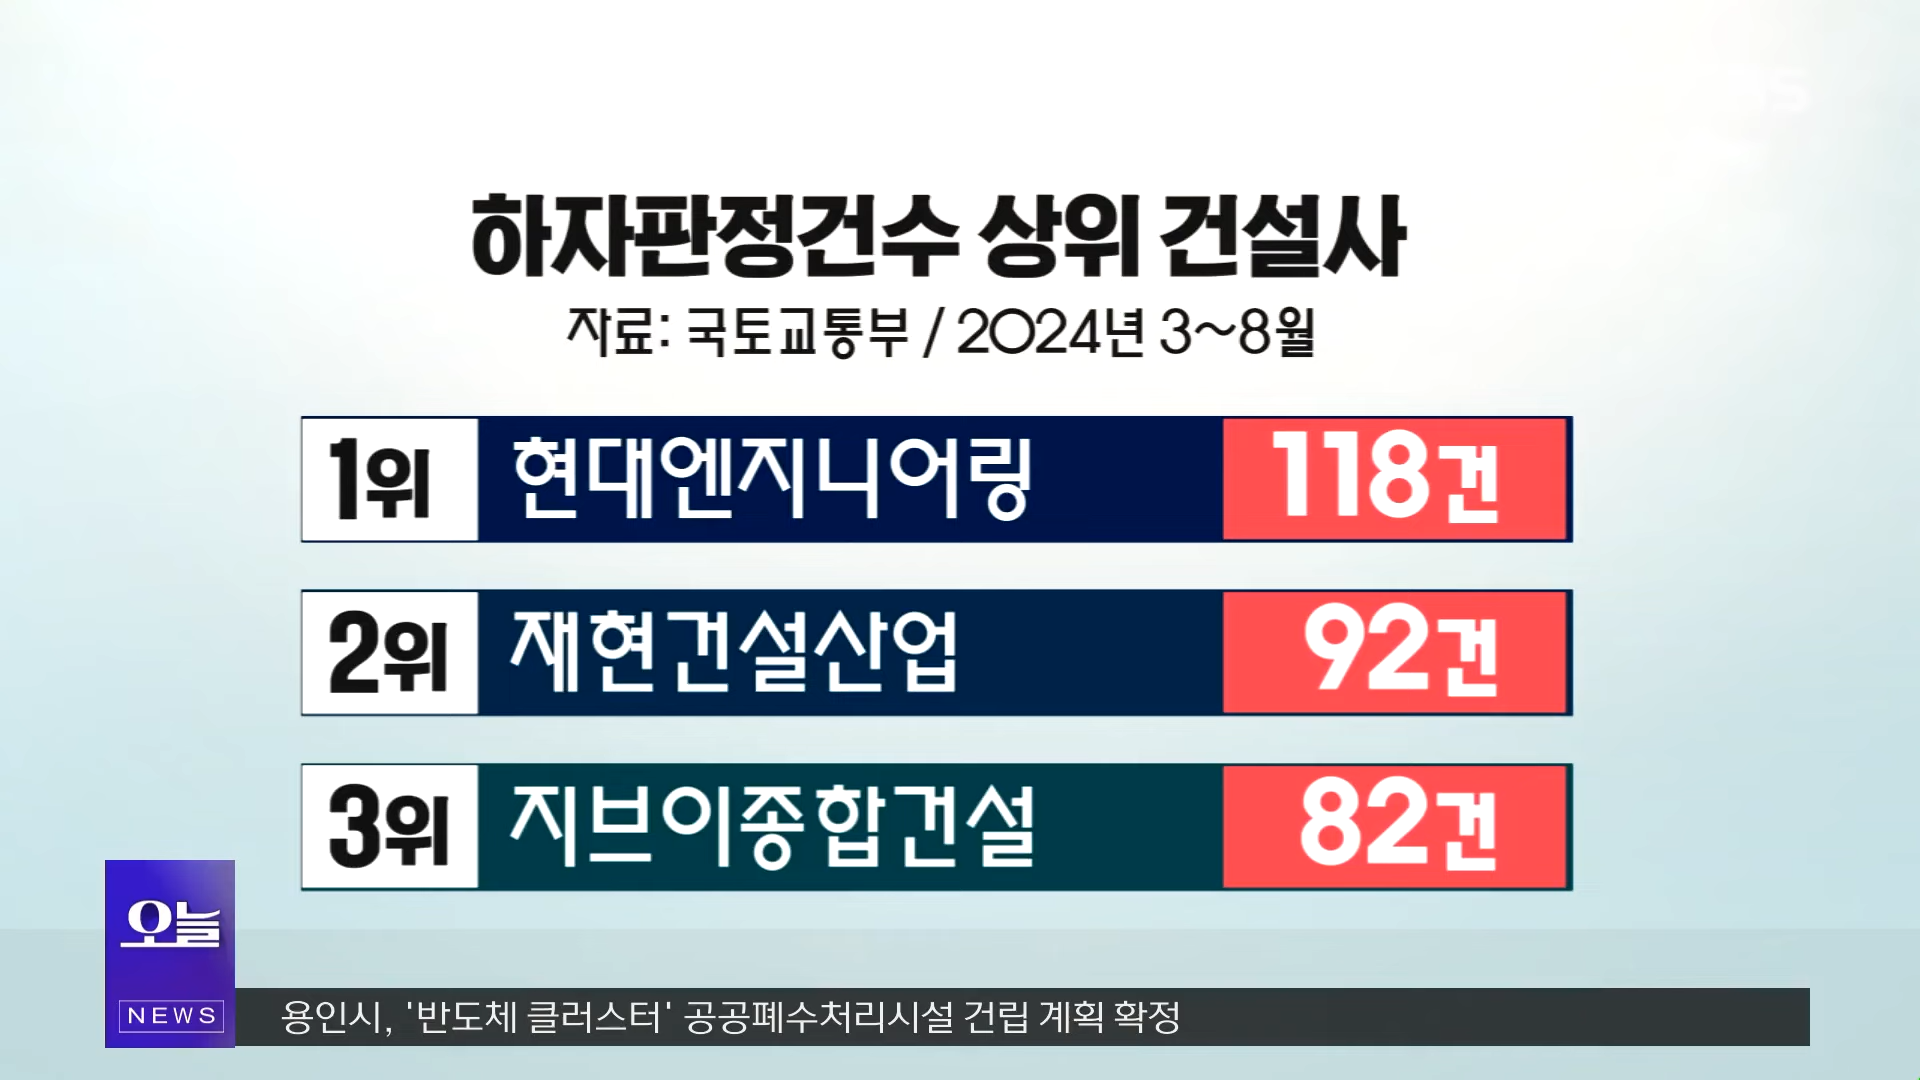 하자판정건수 상위 건설사
자료: 국토교통부 / 2024년 3~8월
1위 현대엔지니어링 118건
2위 재현건설산업 92건
3위 지브이종합건설 82건
오늘
NEWS
용인시, '반도체 클러스터' 공공폐수처리시설 건립 계획 확정